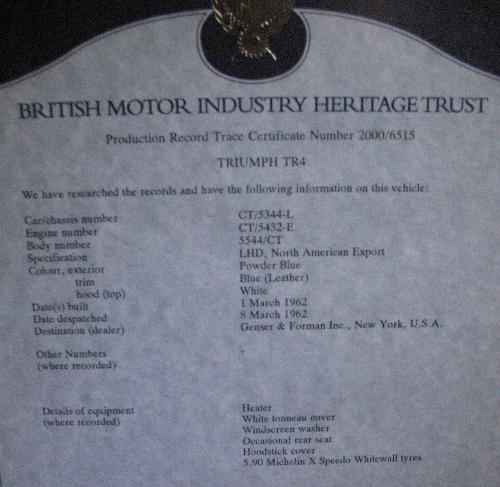 BRITISH MOTOR INDUSTRY HERITAGE TRUST
Production Record Trace Certificate Number 2000/6515
TRIUMPH TR4
We have researched the records and have the following information on this vehicle:
Car/chassis number CT/5344-L
Engine number CT/5432-E
Body number 5544/CT
Specification LHD, North American Export
Colour, exterior Powder Blue
trim Blue (Leather)
hood (top) White
Date(s) built 1 March 1962
Date despatched 8 March 1962
Destination (dealer) Genser & Forman Inc., New York, U.S.A.
Other Numbers -
(where recorded)
Details of equipment Heater
(where recorded) White tonneau cover
Windscreen washer
Occasional rear seat
Hoodstick cover
5.90 Michelin X Speedo Whitewall tyres